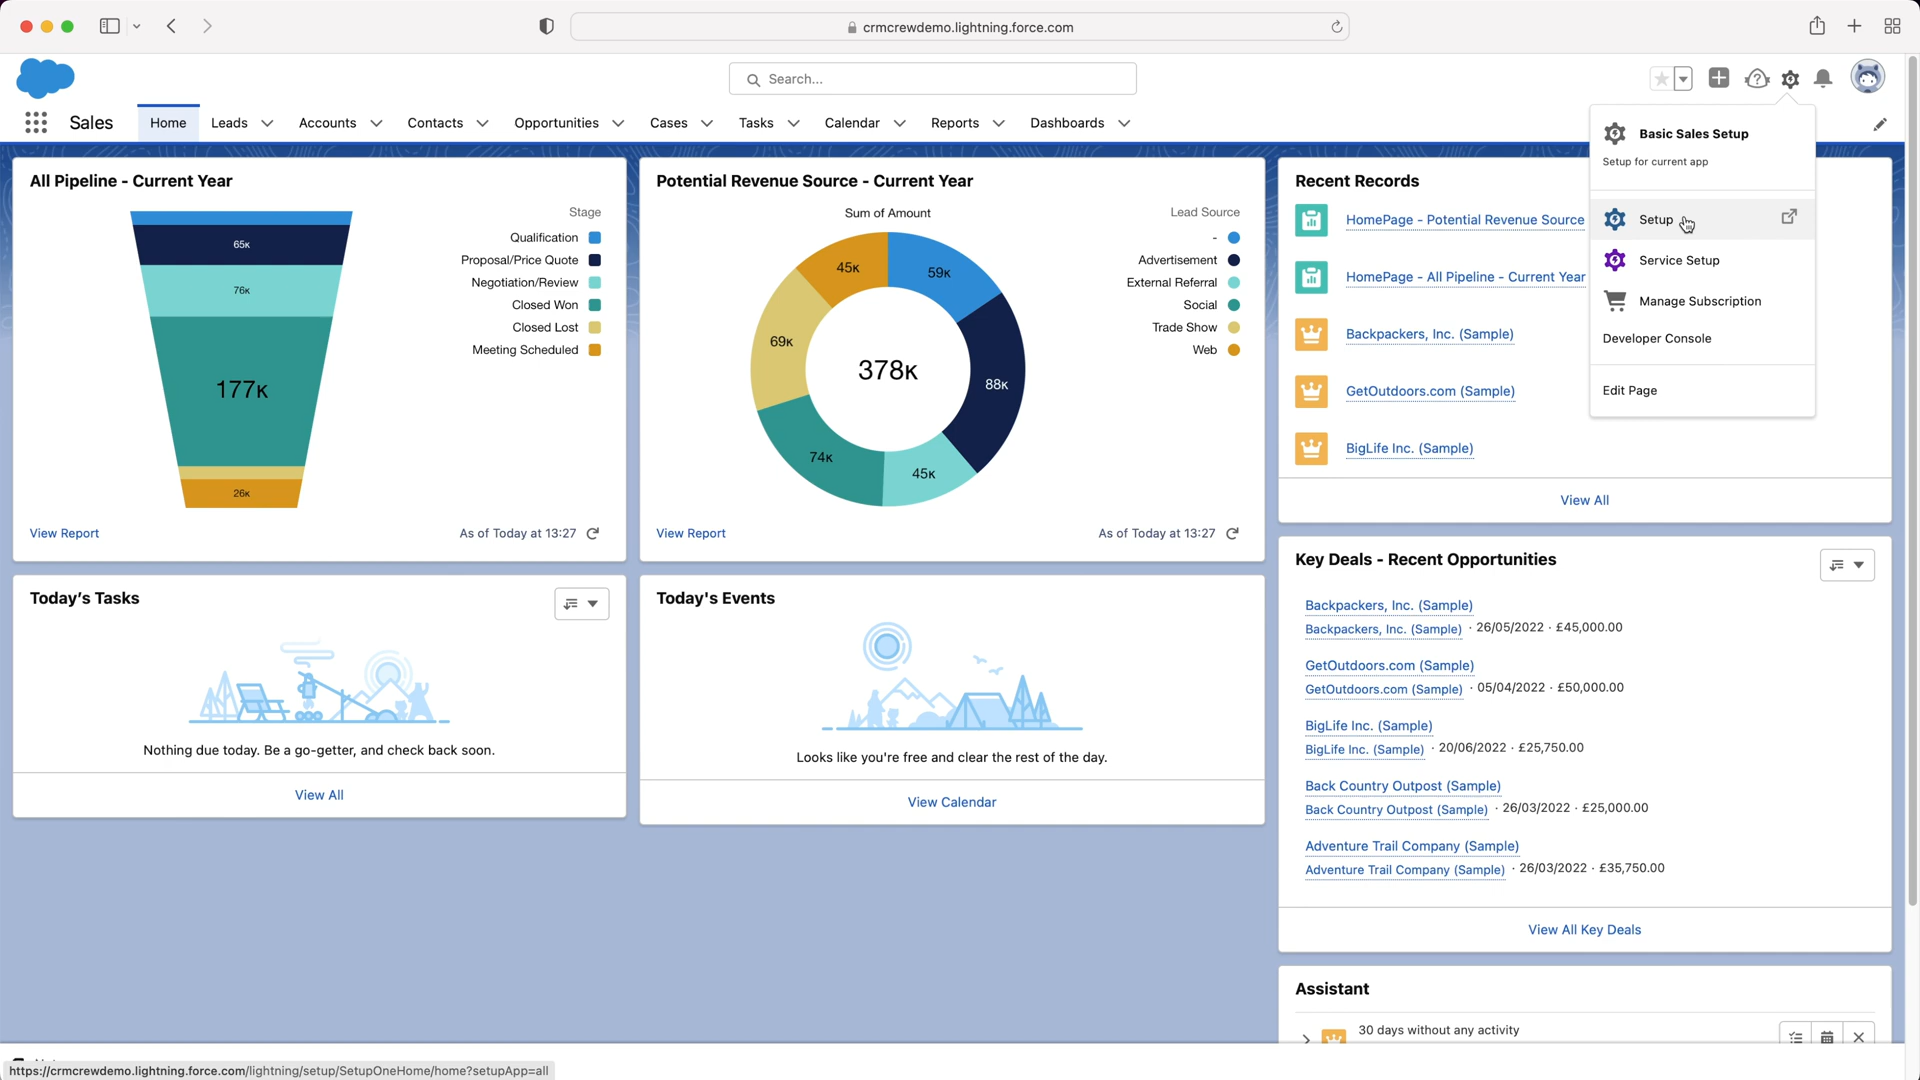 crmcrewdemo.lightning.force.com
Search...
Sales
Home
Leads
Accounts
Contacts
Opportunities
Cases
Tasks
Calendar
Reports
Dashboards
Basic Sales Setup
Setup for current app
Setup
Service Setup
Manage Subscription
Developer Console
Edit Page
All Pipeline - Current Year
Stage
Qualification
Proposal/Price Quote
Negotiation/Review
Closed Won
Closed Lost
Meeting Scheduled
65K
76K
177K
26K
View Report
As of Today at 13:27
Potential Revenue Source - Current Year
Sum of Amount
Lead Source
-
Advertisement
External Referral
Social
Trade Show
Web
45K
59K
69K
378K
88K
74K
45K
View Report
As of Today at 13:27
Recent Records
HomePage - Potential Revenue Source
HomePage - All Pipeline - Current Year
Backpackers, Inc. (Sample)
GetOutdoors.com (Sample)
BigLife Inc. (Sample)
View All
Today's Tasks
Nothing due today. Be a go-getter, and check back soon.
View All
Today's Events
Looks like you're free and clear the rest of the day.
View Calendar
Key Deals - Recent Opportunities
Backpackers, Inc. (Sample)
Backpackers, Inc. (Sample) · 26/05/2022 · £45,000.00
GetOutdoors.com (Sample)
GetOutdoors.com (Sample) · 05/04/2022 · £50,000.00
BigLife Inc. (Sample)
BigLife Inc. (Sample) · 20/06/2022 · £25,750.00
Back Country Outpost (Sample)
Back Country Outpost (Sample) · 26/03/2022 · £25,000.00
Adventure Trail Company (Sample)
Adventure Trail Company (Sample) · 26/03/2022 · £35,750.00
View All Key Deals
Assistant
30 days without any activity
https://crmcrewdemo.lightning.force.com/lightning/setup/SetupOneHome/home?setupApp=all